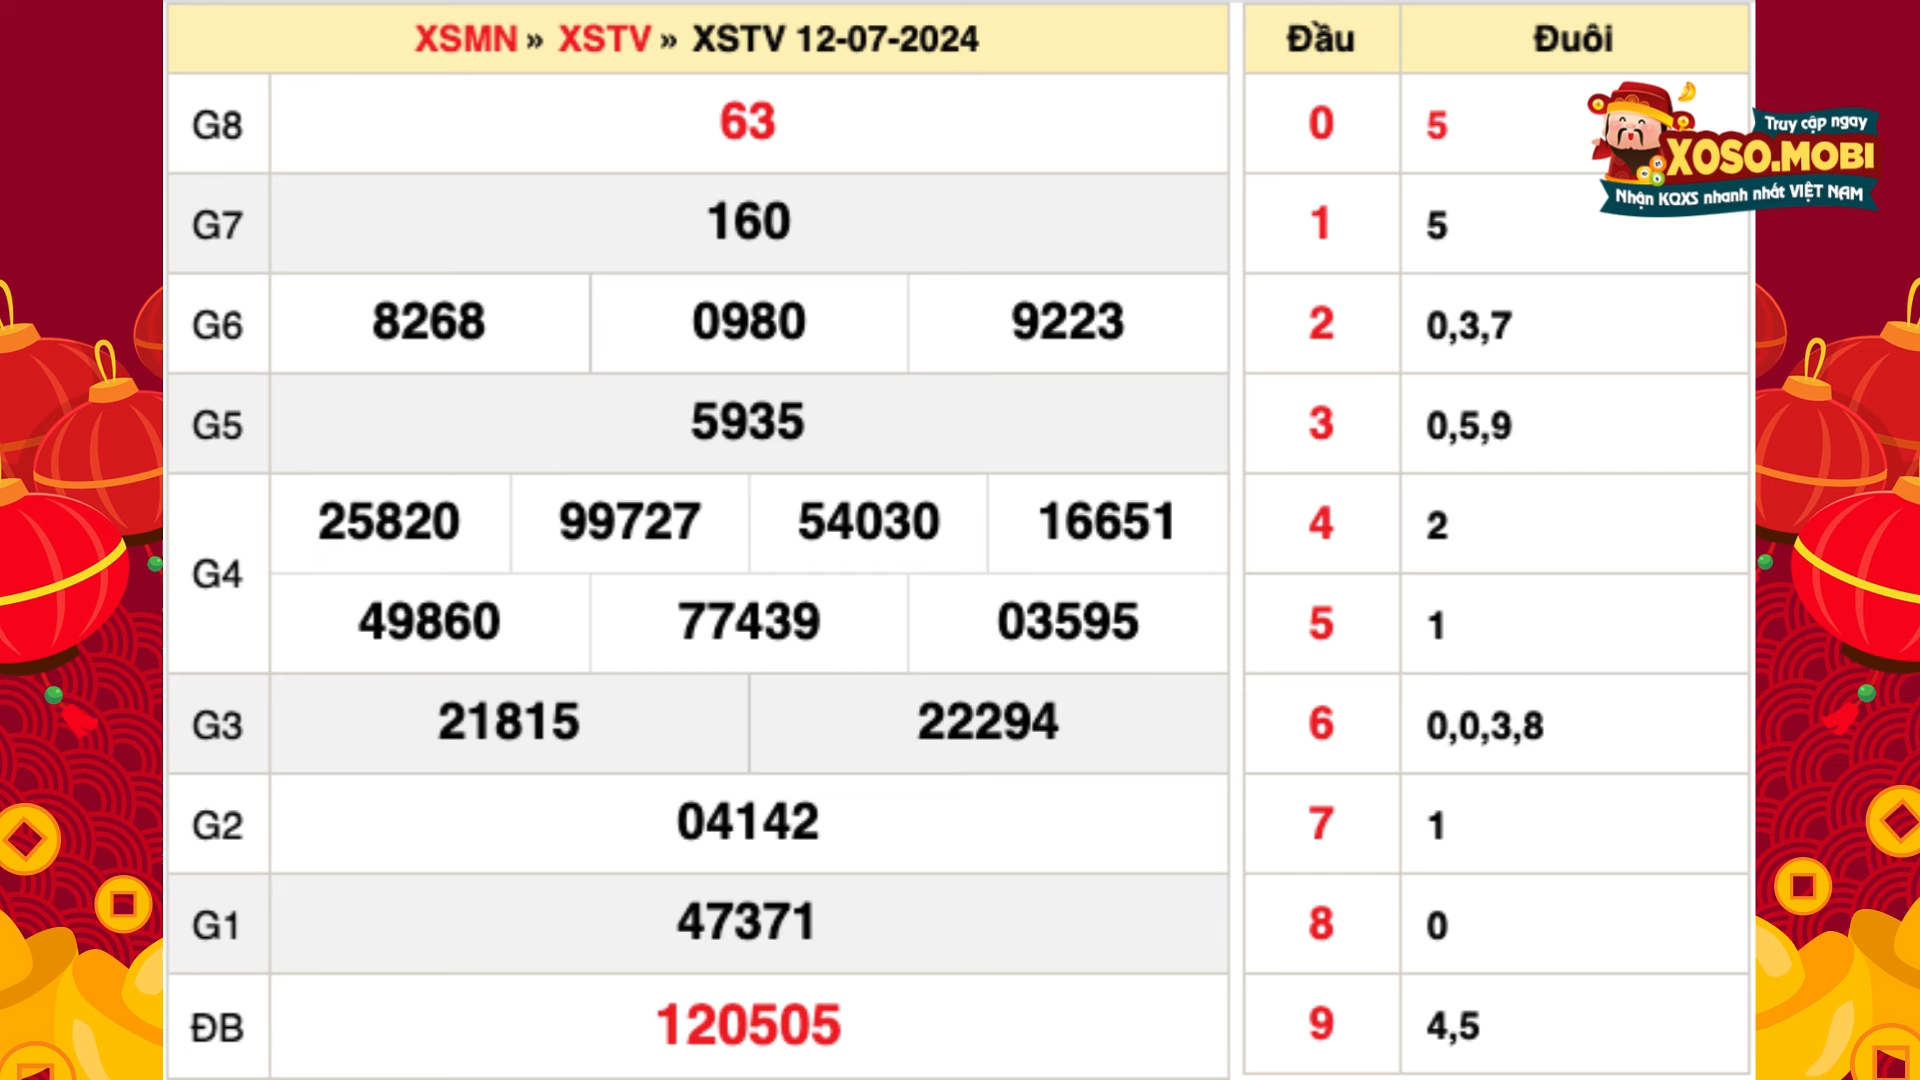 XSMN » XSTV » XSTV 12-07-2024
G8 63
G7 160
G6 8268 0980 9223
G5 5935
G4 25820 99727 54030 16651
49860 77439 03595
G3 21815 22294
G2 04142
G1 47371
ĐB 120505
Đầu Đuôi
0 5
1 5
2 0,3,7
3 0,5,9
4 2
5 1
6 0,0,3,8
7 1
8 0
9 4,5
Truy cập ngay
XOSO.MOBI
Nhận KQXS nhanh nhất VIỆT NAM